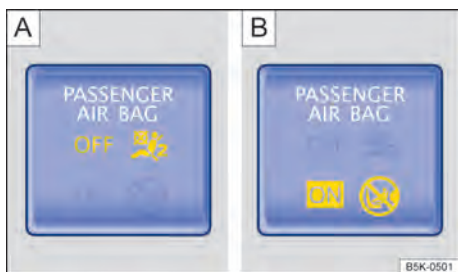 A
PASSENGER
AIR BAG
OFF
B
PASSENGER
AIR BAG
ON
B5K-0501